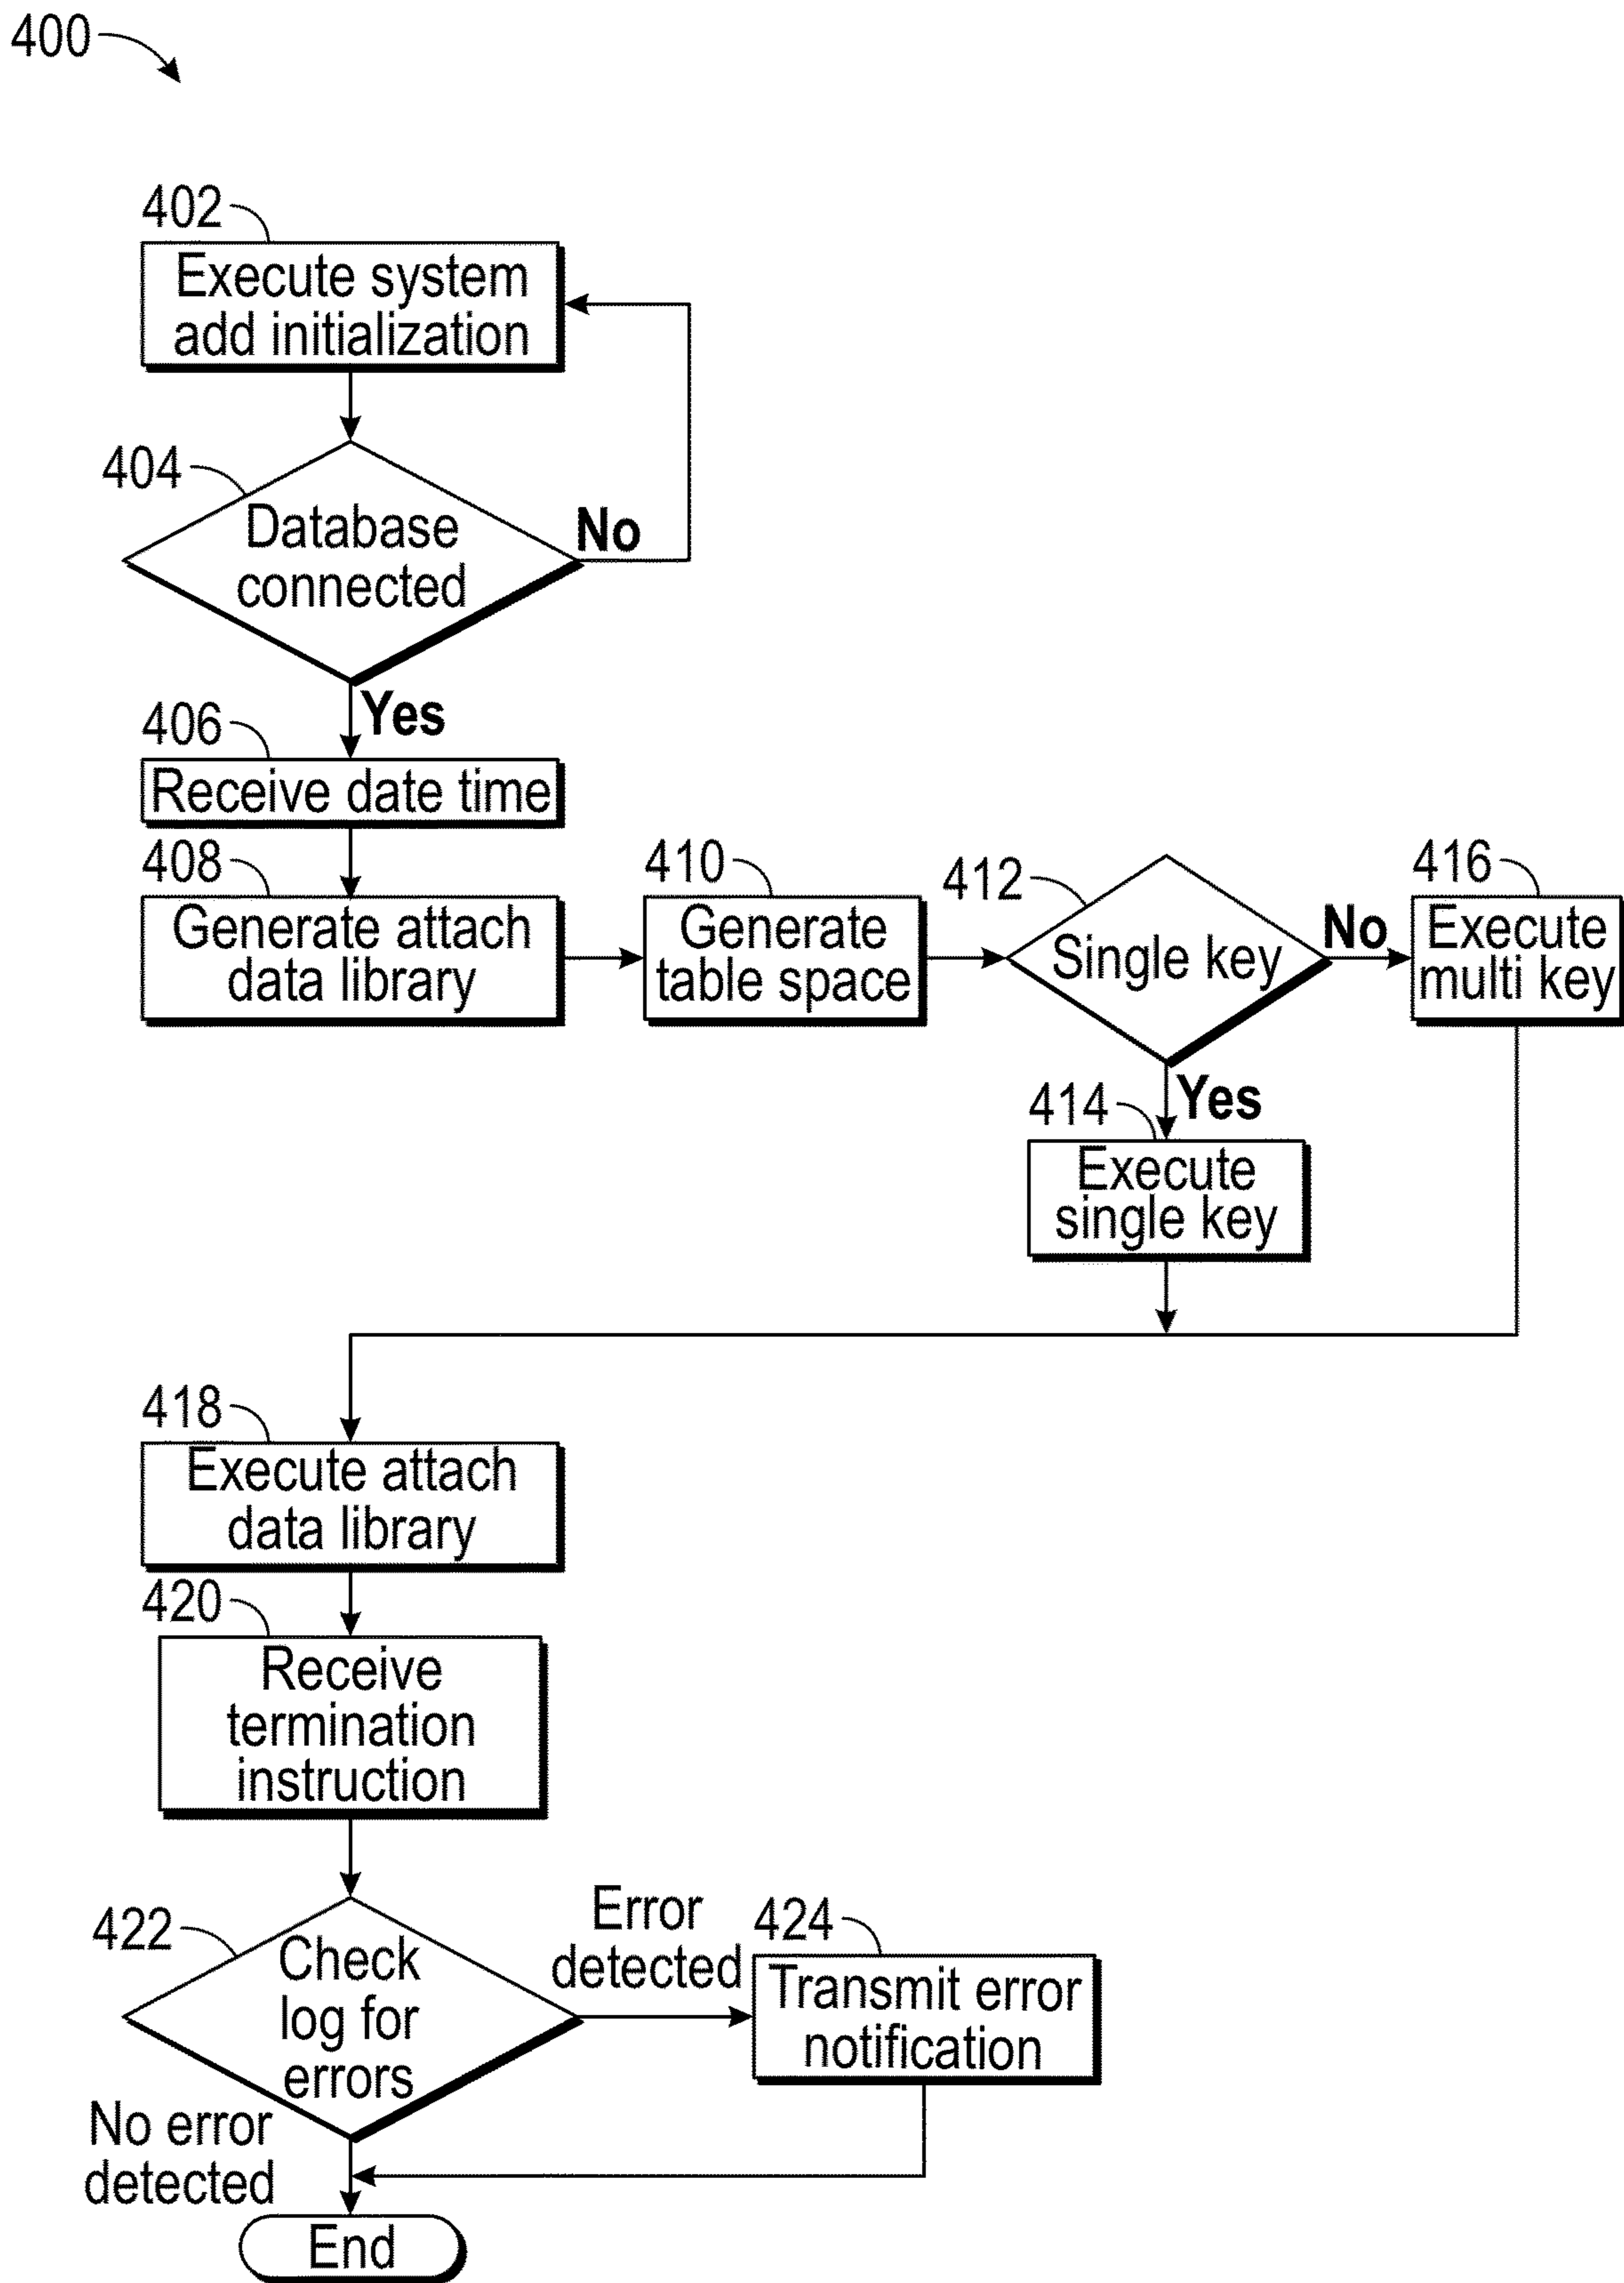 400
402
Execute system
add initialization
404
Database
connected
No
Yes
406
Receive date time
408
Generate attach
data library
410
Generate
table space
412
Single key
No
416
Execute
multi key
Yes
414
Execute
single key
418
Execute attach
data library
420
Receive
termination
instruction
422
Check
log for
errors
Error
detected
424
Transmit error
notification
No error
detected
End